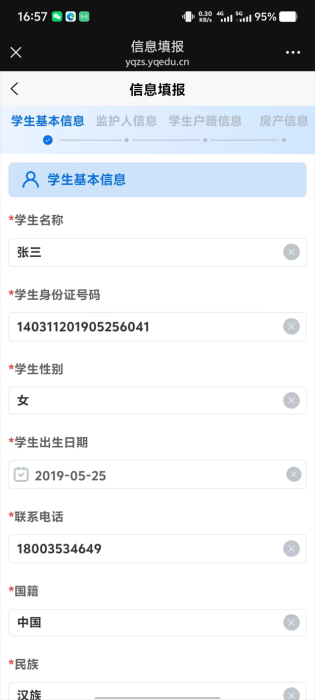 16:57 0.30 KB/s 4G 5G 95%
信息填报
yqzs.yqedu.cn
信息填报
学生基本信息 监护人信息 学生户籍信息 房产信息
学生基本信息
*学生名称
张三
*学生身份证号码
140311201905256041
*学生性别
女
*学生出生日期
2019-05-25
*联系电话
18003534649
*国籍
中国
*民族
汉族